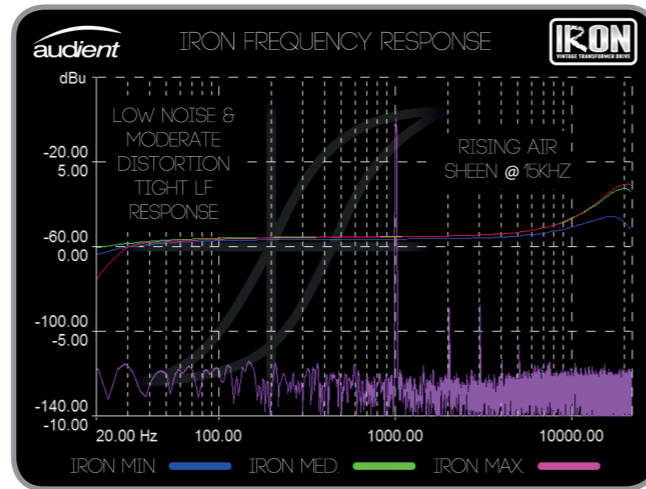 audient
IRON FREQUENCY RESPONSE
IRON
VINTAGE TRANSFORMER DRIVE
dBu
LOW NOISE &
MODERATE
DISTORTION
TIGHT LF
RESPONSE
RISING AIR
SHEEN @ 15KHZ
-20.00
5.00
-60.00
0.00
-100.00
-5.00
-140.00
-10.00
20.00 Hz 100.00 1000.00 10000.00
IRON MIN. IRON MED. IRON MAX.